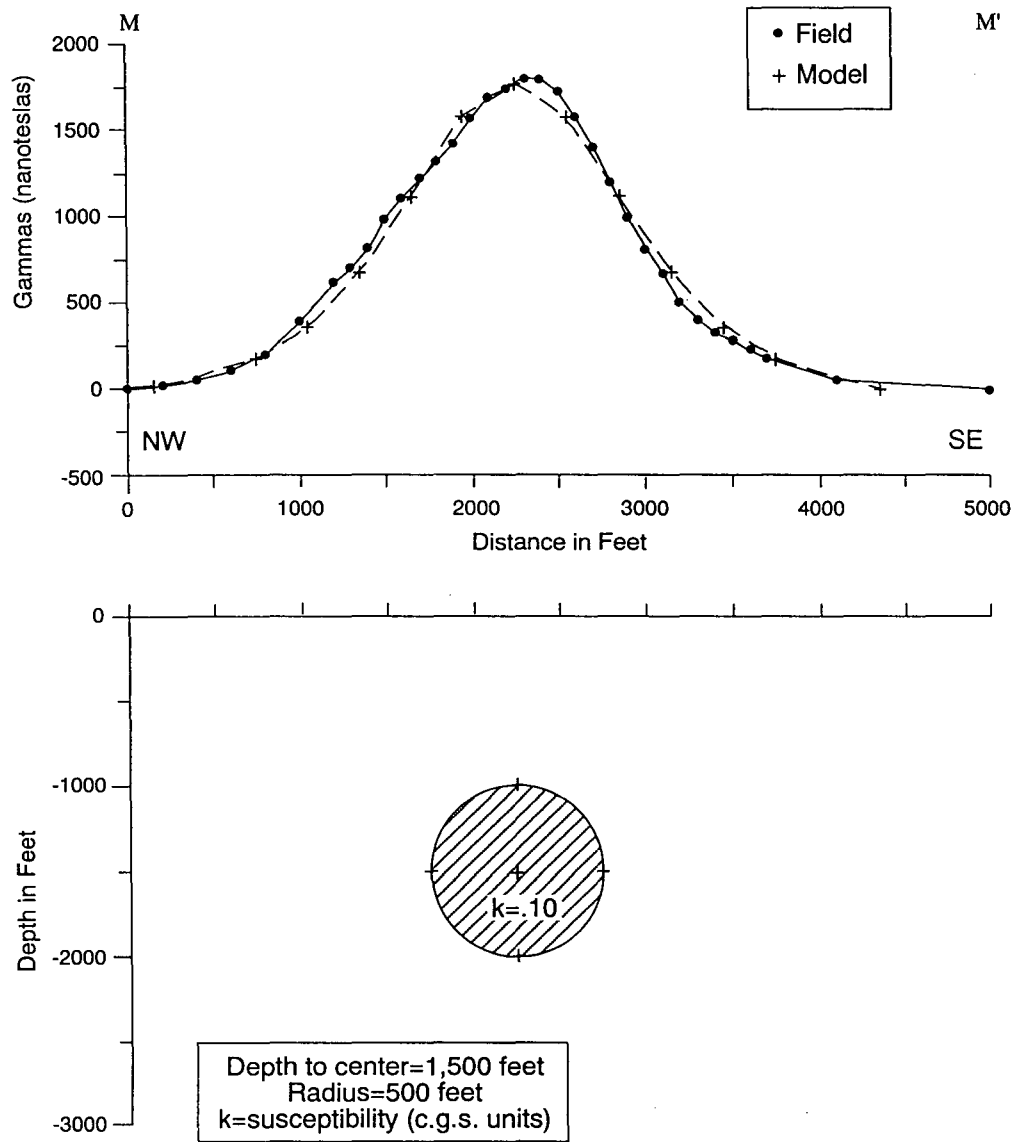 M
M'
Field
+ Model
2000
1500
1000
500
0
-500
Gammas (nanoteslas)
NW
SE
0 1000 2000 3000 4000 5000
Distance in Feet
0
-1000
-2000
-3000
Depth in Feet
k=.10
Depth to center=1,500 feet
Radius=500 feet
k=susceptibility (c.g.s. units)